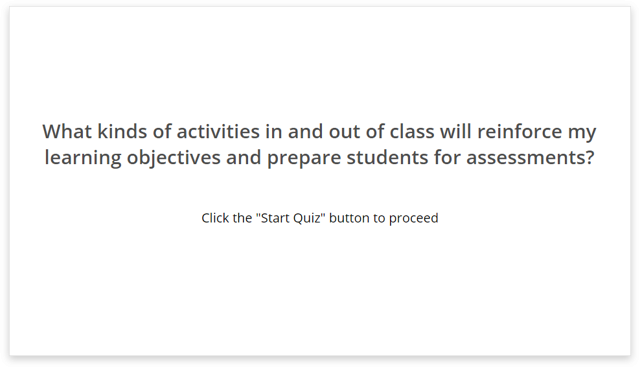 What kinds of activities in and out of class will reinforce my
learning objectives and prepare students for assessments?
Click the "Start Quiz" button to proceed